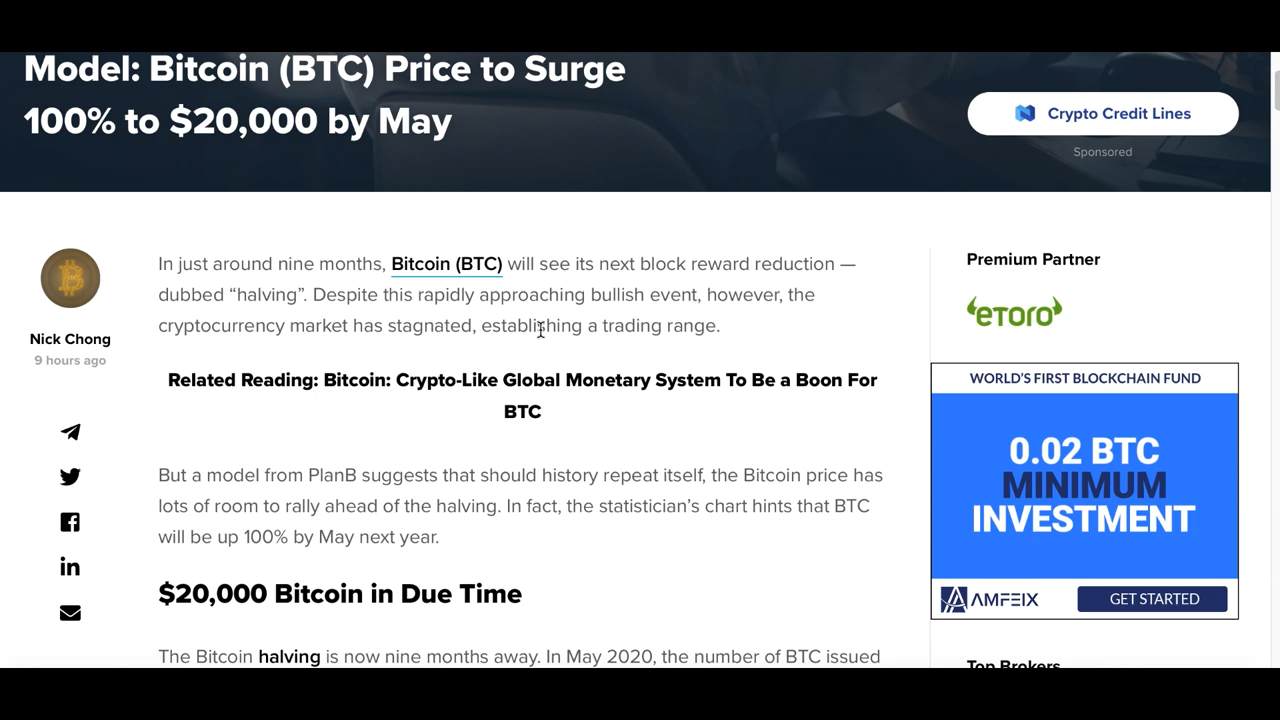 Model: Bitcoin (BTC) Price to Surge
100% to $20,000 by May
Crypto Credit Lines
Sponsored
Nick Chong
9 hours ago
In just around nine months, Bitcoin (BTC) will see its next block reward reduction —
dubbed “halving”. Despite this rapidly approaching bullish event, however, the
cryptocurrency market has stagnated, establishing a trading range.
Related Reading: Bitcoin: Crypto-Like Global Monetary System To Be a Boon For
BTC
But a model from PlanB suggests that should history repeat itself, the Bitcoin price has
lots of room to rally ahead of the halving. In fact, the statistician’s chart hints that BTC
will be up 100% by May next year.
$20,000 Bitcoin in Due Time
The Bitcoin halving is now nine months away. In May 2020, the number of BTC issued
Premium Partner
eToro
WORLD’S FIRST BLOCKCHAIN FUND
0.02 BTC
MINIMUM
INVESTMENT
AMFEIX
GET STARTED
Top Brokers